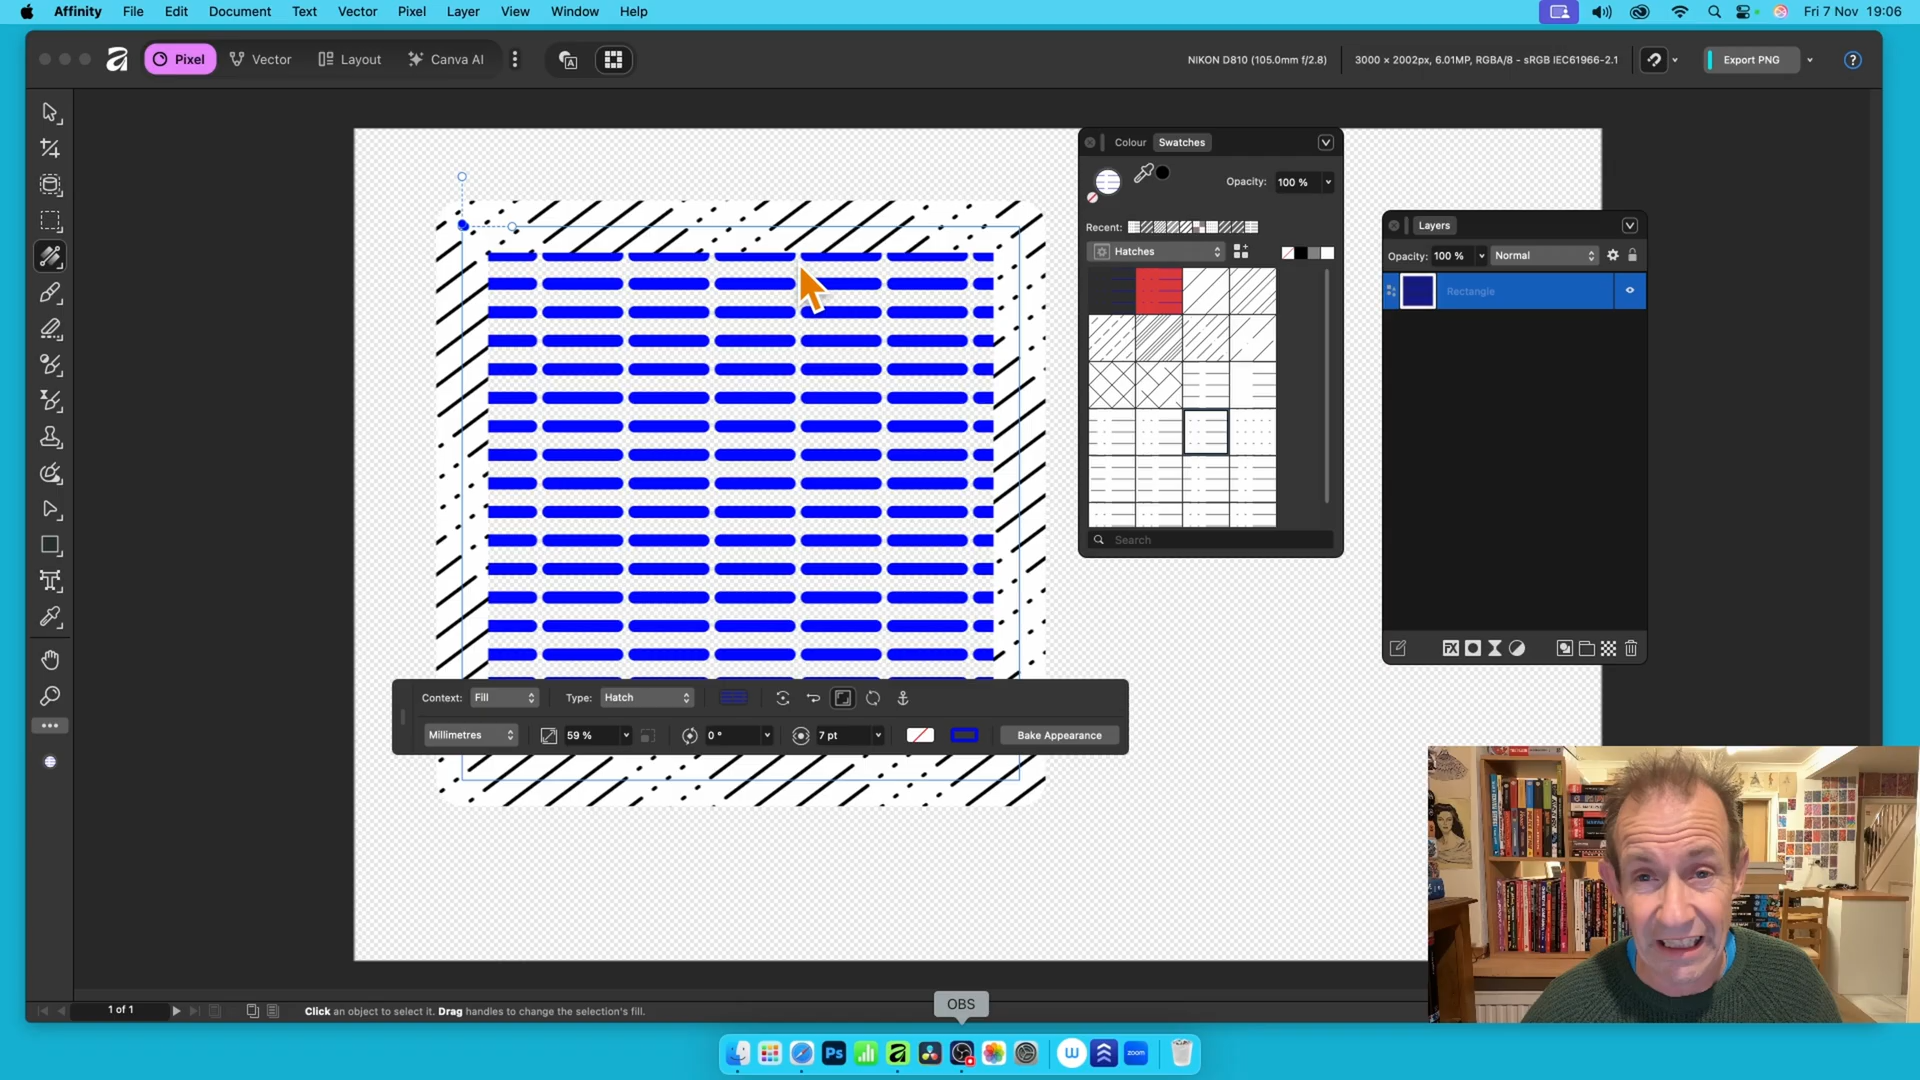 Affinity File Edit Document Text Vector Pixel Layer View Window Help Fri 7 Nov 19:06
Pixel Vector Layout Canva AI NIKON D810 (105.0mm f/2.8) 3000 × 2002px, 6.01MP, RGBA/8 - sRGB IEC61966-2.1 Export PNG ?
Colour Swatches
Opacity: 100 %
Recent:
Hatches
Search
Layers
Opacity: 100 % Normal
Rectangle
FX
Context: Fill Type: Hatch
Millimetres 59 % 0 ° 7 pt Bake Appearance
1 of 1 Click an object to select it. Drag handles to change the selection's fill.
OBS
Ps
zoom